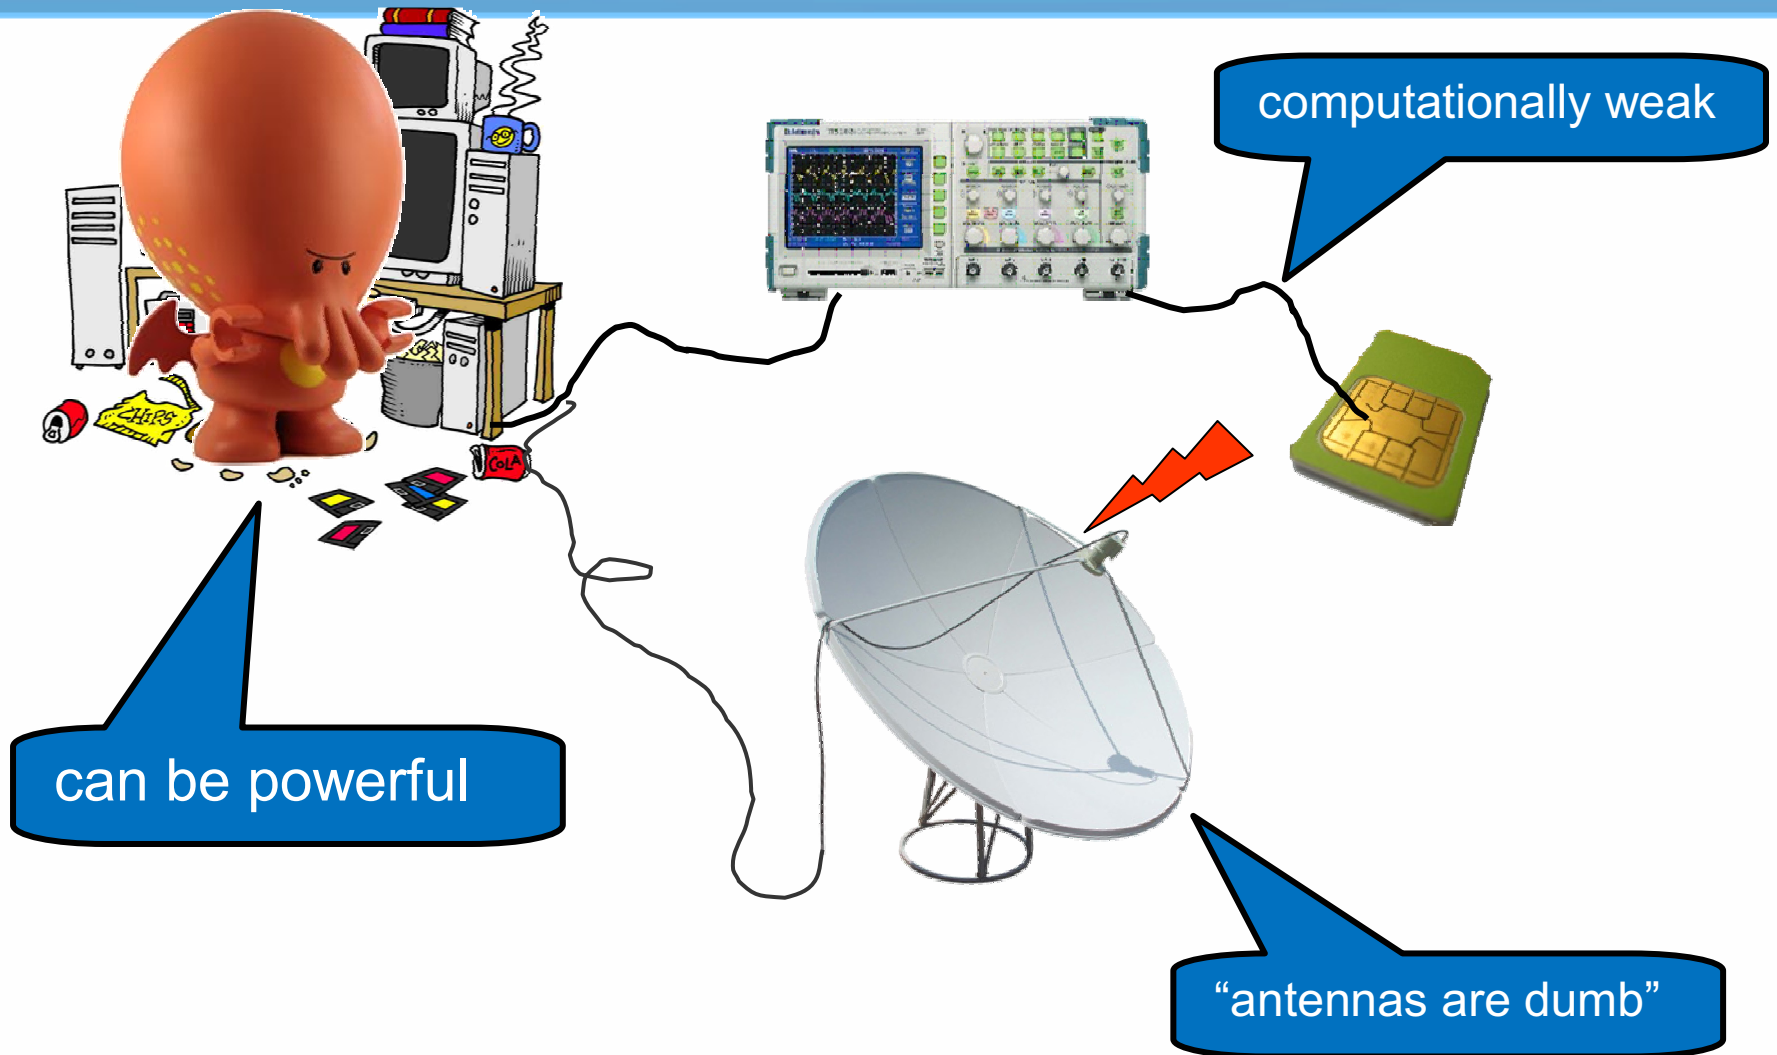 computationally weak
CHIPS
COLA
can be powerful
“antennas are dumb”